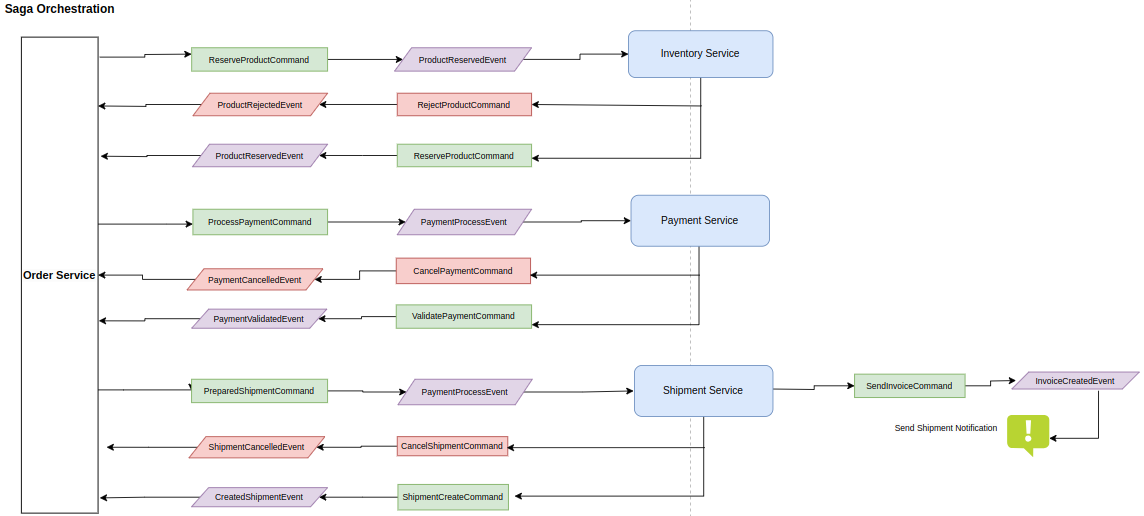 Saga Orchestration
ReserveProductCommand
ProductReservedEvent
Inventory Service
ProductRejectedEvent
RejectProductCommand
ProductReservedEvent
ReserveProductCommand
ProcessPaymentCommand
PaymentProcessEvent
Payment Service
Order Service
PaymentCancelledEvent
CancelPaymentCommand
PaymentValidatedEvent
ValidatePaymentCommand
PreparedShipmentCommand
PaymentProcessEvent
Shipment Service
SendInvoiceCommand
InvoiceCreatedEvent
Send Shipment Notification
!
ShipmentCancelledEvent
CancelShipmentCommand
CreatedShipmentEvent
ShipmentCreateCommand